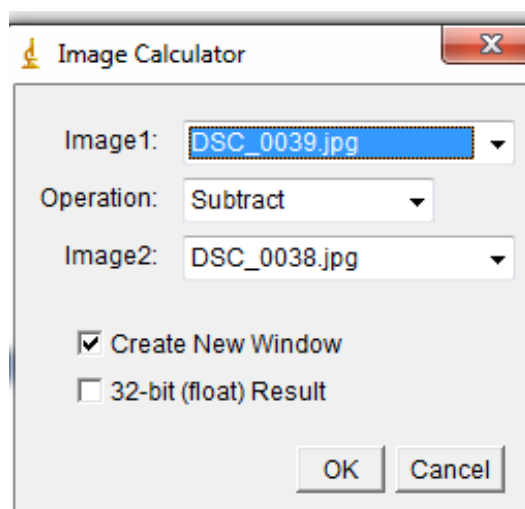 Image Calculator
Image1: DSC_0039.jpg
Operation: Subtract
Image2: DSC_0038.jpg
Create New Window
32-bit (float) Result
OK Cancel